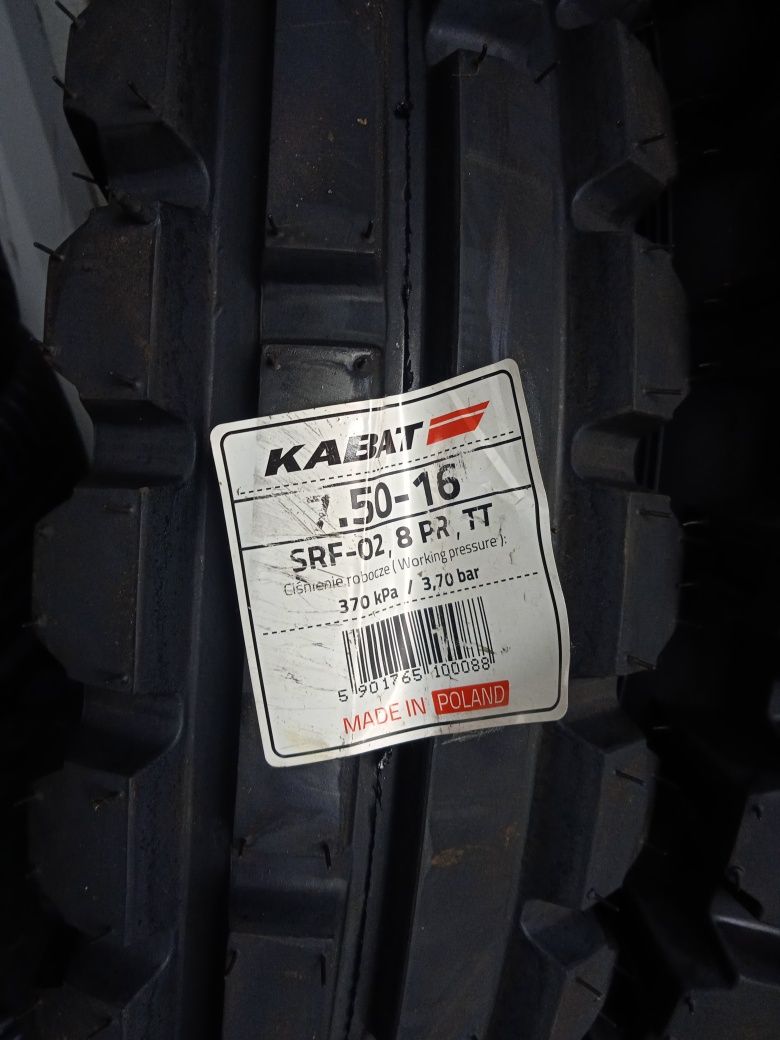 KABAT
7.50-16
SRF-02, 8 PR, TT
Ciśnienie robocze ( Working pressure ):
370 kPa / 3,70 bar
5 901765 100088
MADE IN POLAND